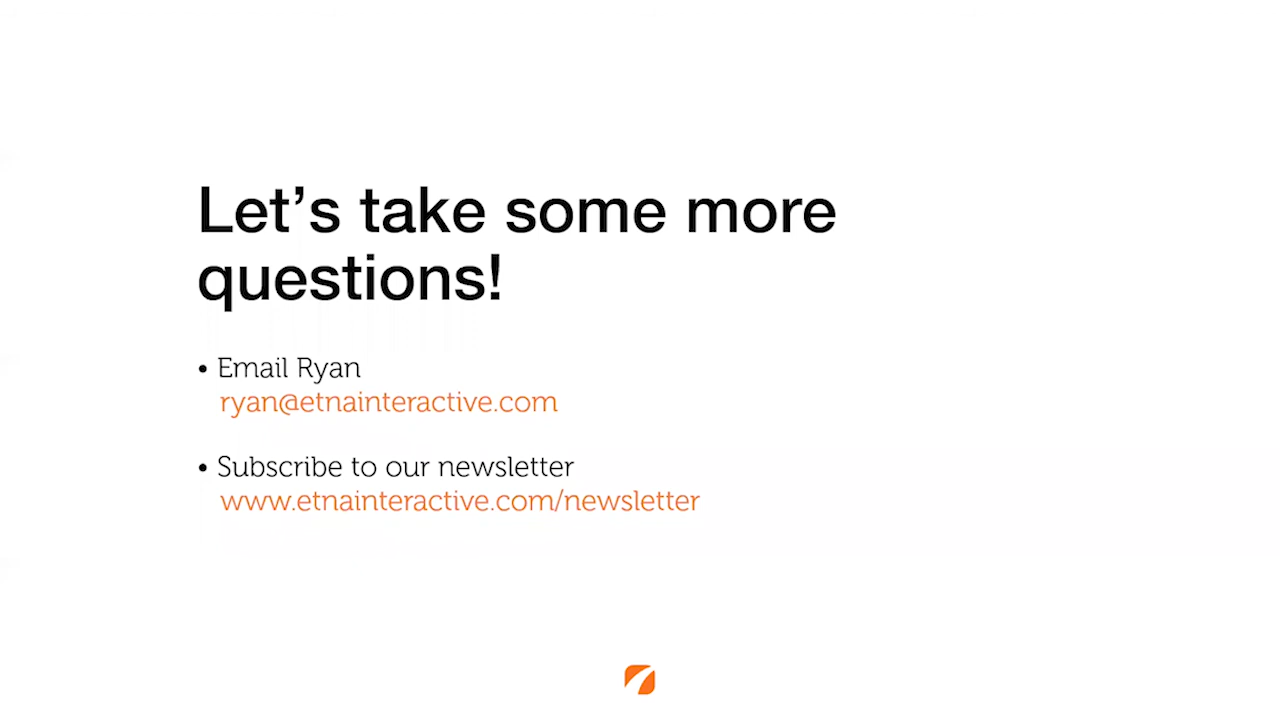 Let’s take some more
questions!
• Email Ryan
ryan@etnainteractive.com
• Subscribe to our newsletter
www.etnainteractive.com/newsletter